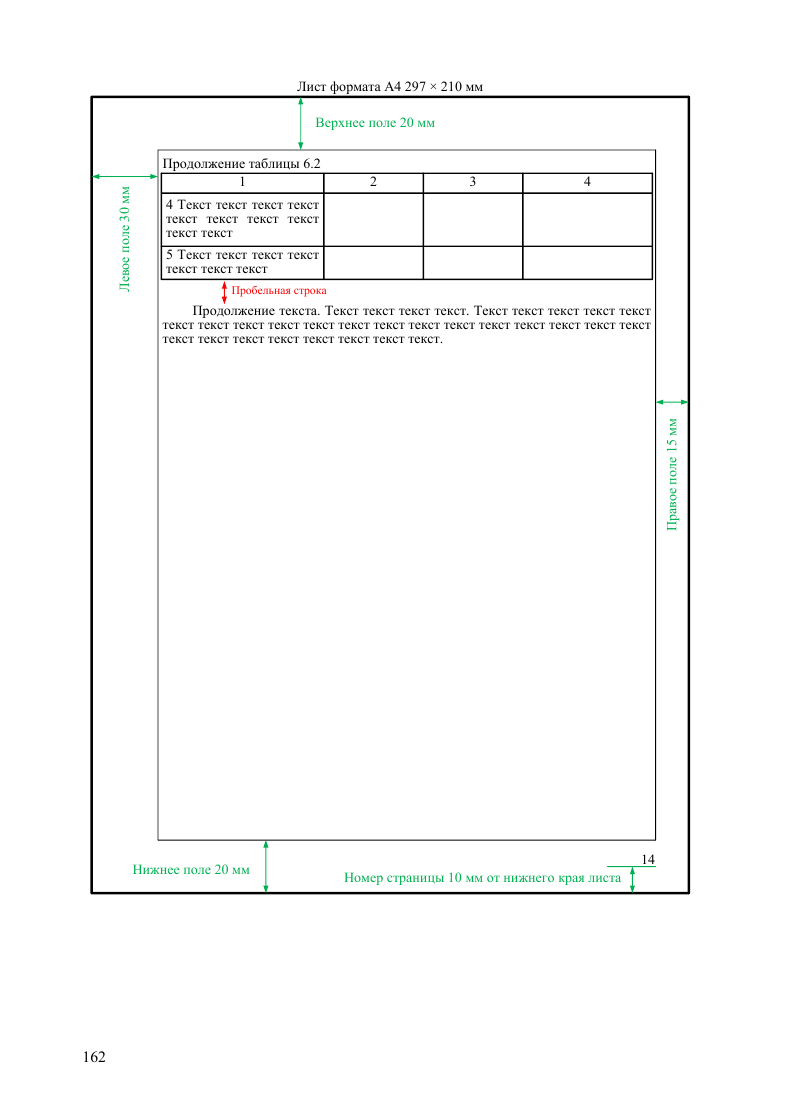 Лист формата А4 297 × 210 мм
Верхнее поле 20 мм
Левое поле 30 мм
Продолжение таблицы 6.2
1 2 3 4
4 Текст текст текст текст
текст текст текст текст
текст текст
5 Текст текст текст текст
текст текст текст
Пробельная строка
Продолжение текста. Текст текст текст текст. Текст текст текст текст текст
текст текст текст текст текст текст текст текст текст текст текст текст текст текст
текст текст текст текст текст текст текст текст.
Правое поле 15 мм
14
Нижнее поле 20 мм
Номер страницы 10 мм от нижнего края листа
162